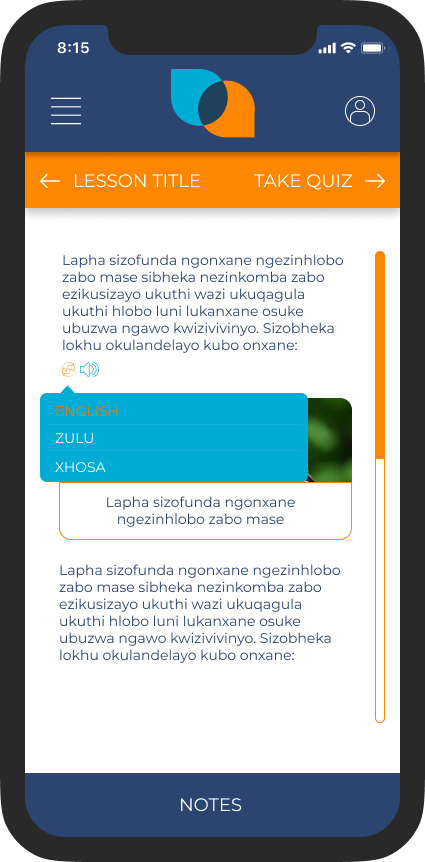 8:15
LESSON TITLE
TAKE QUIZ
Lapha sizofunda ngonxane ngezinhlobo
zabo mase sibheka nezinkomba zabo
ezikusizayo ukuthi wazi ukuqagula
ukuthi hlobo luni lukanxane osuke
ubuzwa ngawo kwizivivinyo. Sizobheka
lokhu okulandelayo kubo onxane:
ENGLISH
ZULU
XHOSA
Lapha sizofunda ngonxane
ngezinhlobo zabo mase
Lapha sizofunda ngonxane ngezinhlobo
zabo mase sibheka nezinkomba zabo
ezikusizayo ukuthi wazi ukuqagula
ukuthi hlobo luni lukanxane osuke
ubuzwa ngawo kwizivivinyo. Sizobheka
lokhu okulandelayo kubo onxane:
NOTES